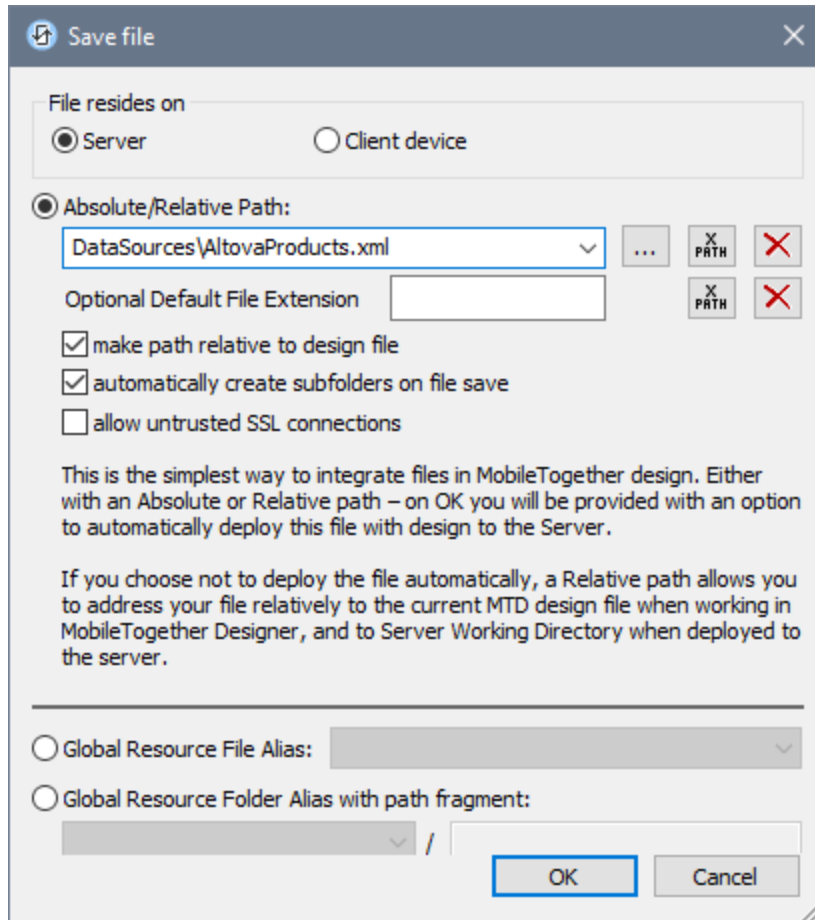 Save file
File resides on
Server
Client device
Absolute/Relative Path:
DataSources\AltovaProducts.xml
...
X
PATH
Optional Default File Extension
X
PATH
make path relative to design file
automatically create subfolders on file save
allow untrusted SSL connections
This is the simplest way to integrate files in MobileTogether design. Either
with an Absolute or Relative path – on OK you will be provided with an option
to automatically deploy this file with design to the Server.
If you choose not to deploy the file automatically, a Relative path allows you
to address your file relatively to the current MTD design file when working in
MobileTogether Designer, and to Server Working Directory when deployed to
the server.
Global Resource File Alias:
Global Resource Folder Alias with path fragment:
/
OK
Cancel